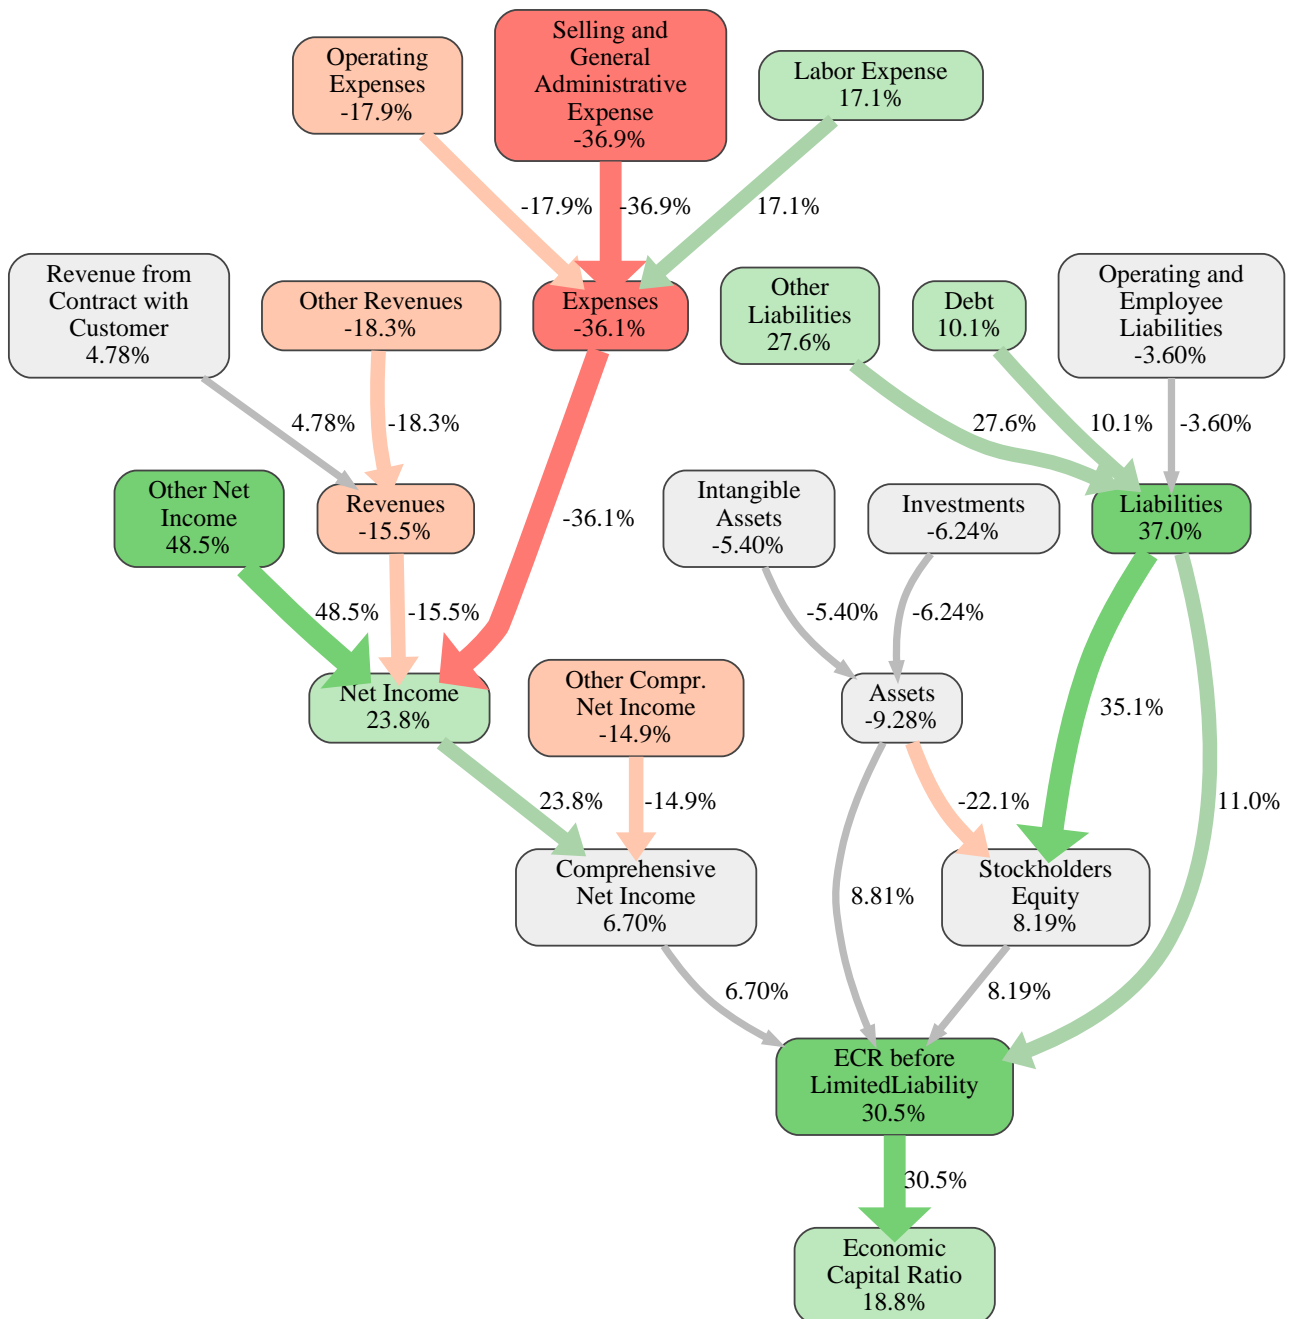 Operating
Expenses
-17.9%
Selling and
General
Administrative
Expense
-36.9%
Labor Expense
17.1%
-17.9%
-36.9%
17.1%
Revenue from
Contract with
Customer
4.78%
Other Revenues
-18.3%
Expenses
-36.1%
Other
Liabilities
27.6%
Debt
10.1%
Operating and
Employee
Liabilities
-3.60%
4.78%
-18.3%
-36.1%
27.6%
10.1%
-3.60%
Other Net
Income
48.5%
Revenues
-15.5%
Intangible
Assets
-5.40%
Investments
-6.24%
Liabilities
37.0%
48.5%
-15.5%
-5.40%
-6.24%
Net Income
23.8%
Other Compr.
Net Income
-14.9%
Assets
-9.28%
35.1%
23.8%
-14.9%
-22.1%
11.0%
Comprehensive
Net Income
6.70%
8.81%
Stockholders
Equity
8.19%
6.70%
8.19%
ECR before
LimitedLiability
30.5%
30.5%
Economic
Capital Ratio
18.8%